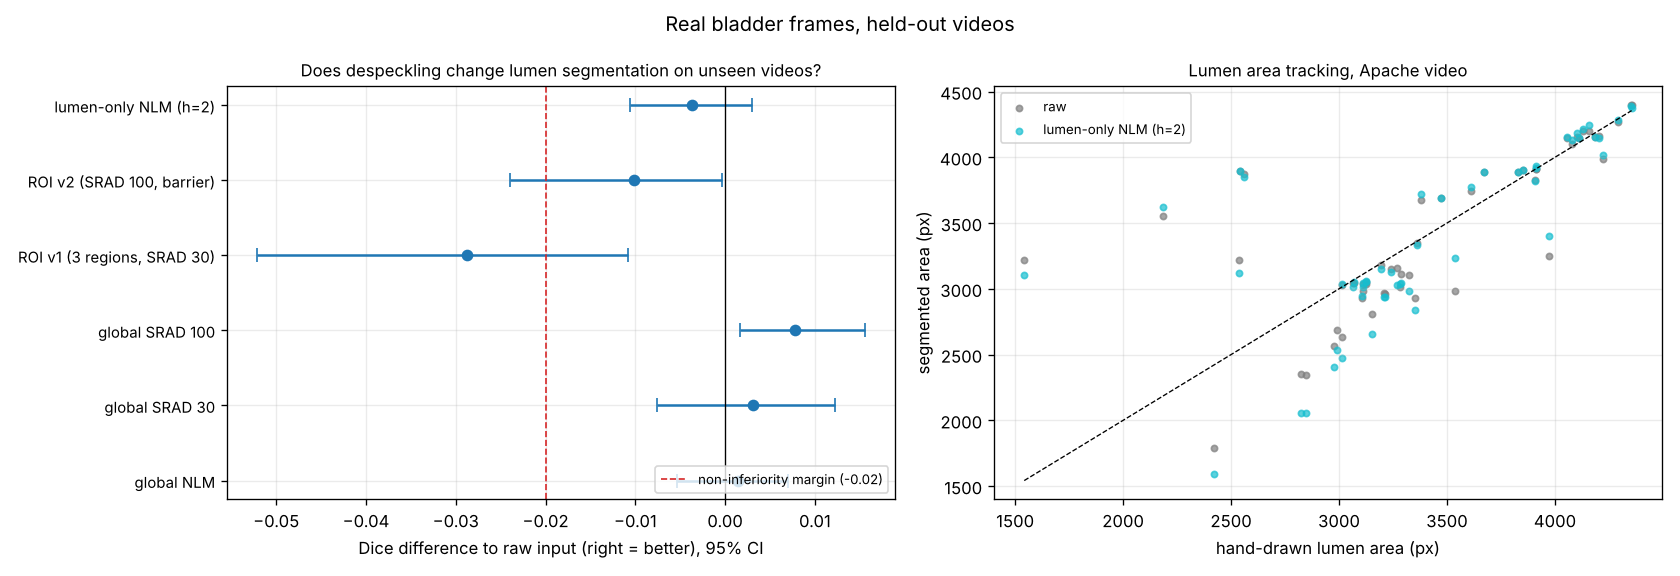 Real bladder frames, held-out videos
Does despeckling change lumen segmentation on unseen videos?
lumen-only NLM (h=2)
ROI v2 (SRAD 100, barrier)
ROI v1 (3 regions, SRAD 30)
global SRAD 100
global SRAD 30
global NLM
non-inferiority margin (-0.02)
−0.05 −0.04 −0.03 −0.02 −0.01 0.00 0.01
Dice difference to raw input (right = better), 95% CI
Lumen area tracking, Apache video
raw
lumen-only NLM (h=2)
segmented area (px)
4500
4000
3500
3000
2500
2000
1500
1500 2000 2500 3000 3500 4000
hand-drawn lumen area (px)